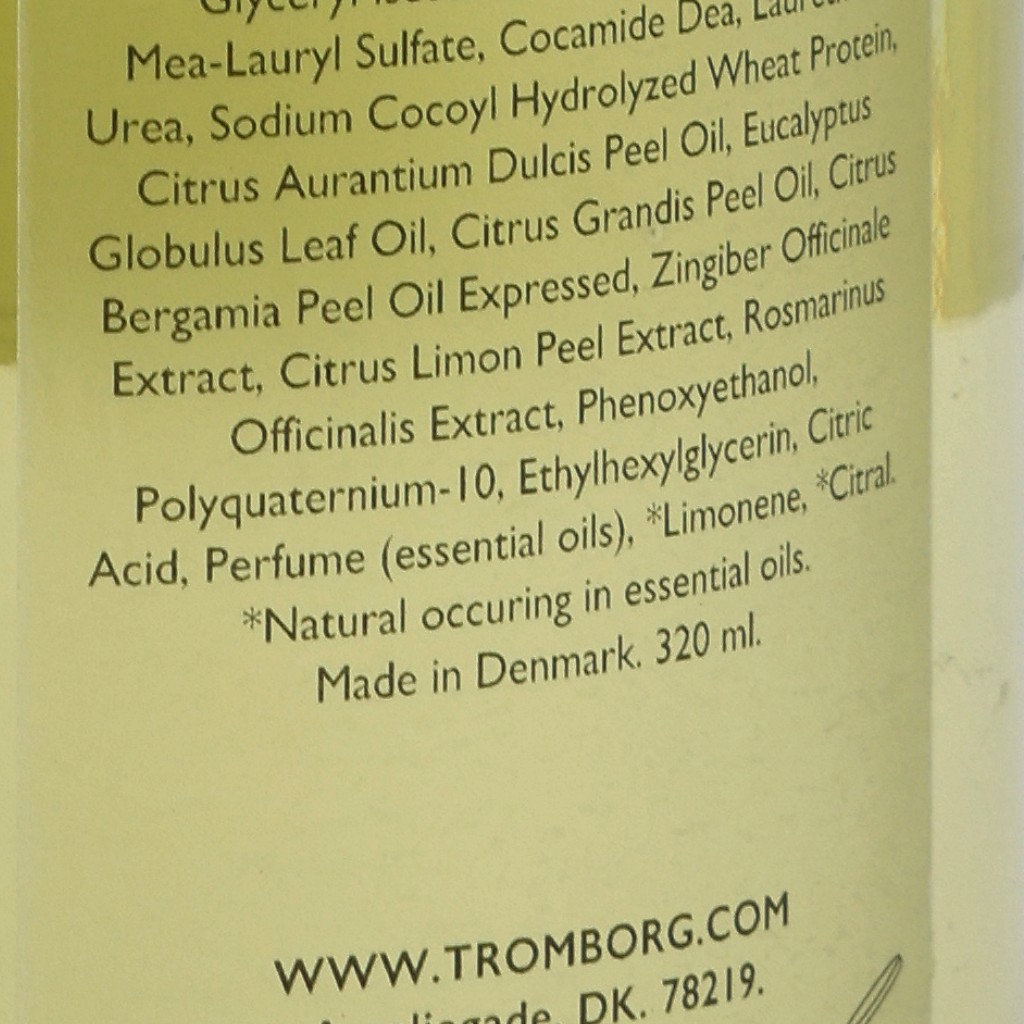 Mea-Lauryl Sulfate, Cocamide Dea,
Urea, Sodium Cocoyl Hydrolyzed Wheat Protein,
Citrus Aurantium Dulcis Peel Oil, Eucalyptus
Globulus Leaf Oil, Citrus Grandis Peel Oil, Citrus
Bergamia Peel Oil Expressed, Zingiber Officinale
Extract, Citrus Limon Peel Extract, Rosmarinus
Officinalis Extract, Phenoxyethanol,
Polyquaternium-10, Ethylhexylglycerin, Citric
Acid, Perfume (essential oils), *Limonene, *Citral.
*Natural occuring in essential oils.
Made in Denmark. 320 ml.
WWW.TROMBORG.COM
DK. 78219.